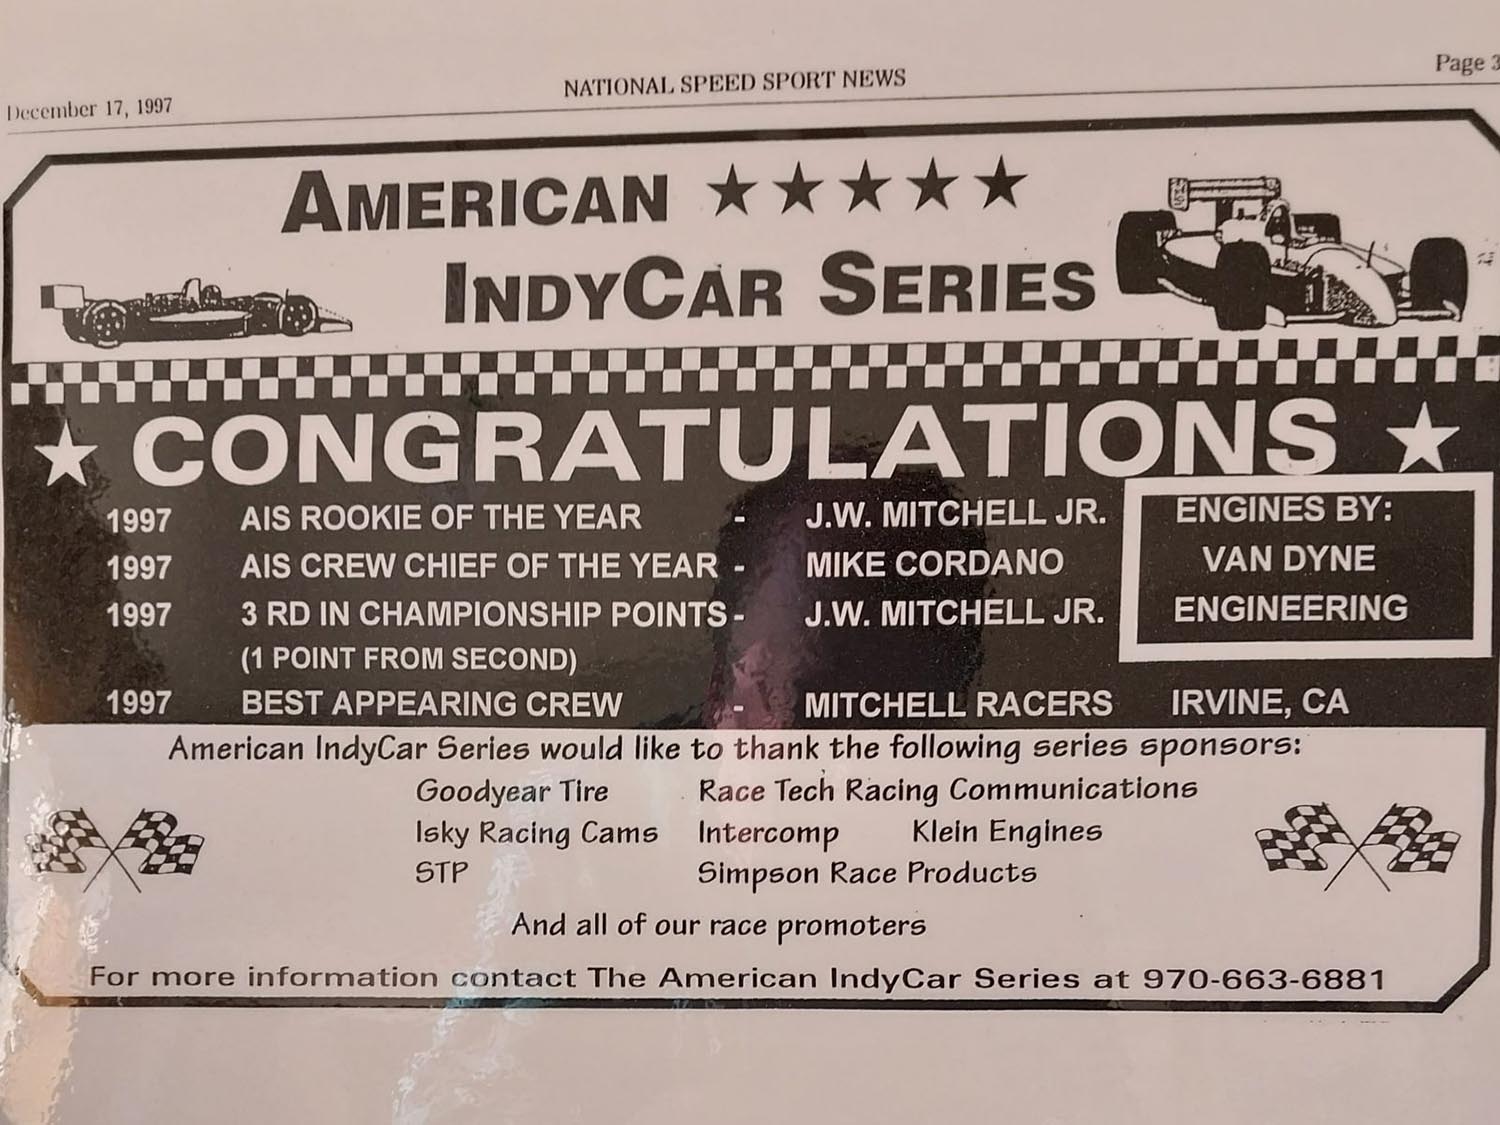 December 17, 1997 NATIONAL SPEED SPORT NEWS Page 3
AMERICAN
INDYCAR SERIES
CONGRATULATIONS
1997 AIS ROOKIE OF THE YEAR - J.W. MITCHELL JR.
1997 AIS CREW CHIEF OF THE YEAR - MIKE CORDANO
1997 3 RD IN CHAMPIONSHIP POINTS - J.W. MITCHELL JR.
(1 POINT FROM SECOND)
1997 BEST APPEARING CREW - MITCHELL RACERS IRVINE, CA
ENGINES BY:
VAN DYNE
ENGINEERING
American IndyCar Series would like to thank the following series sponsors:
Goodyear Tire Race Tech Racing Communications
Isky Racing Cams Intercomp Klein Engines
STP Simpson Race Products
And all of our race promoters
For more information contact The American IndyCar Series at 970-663-6881